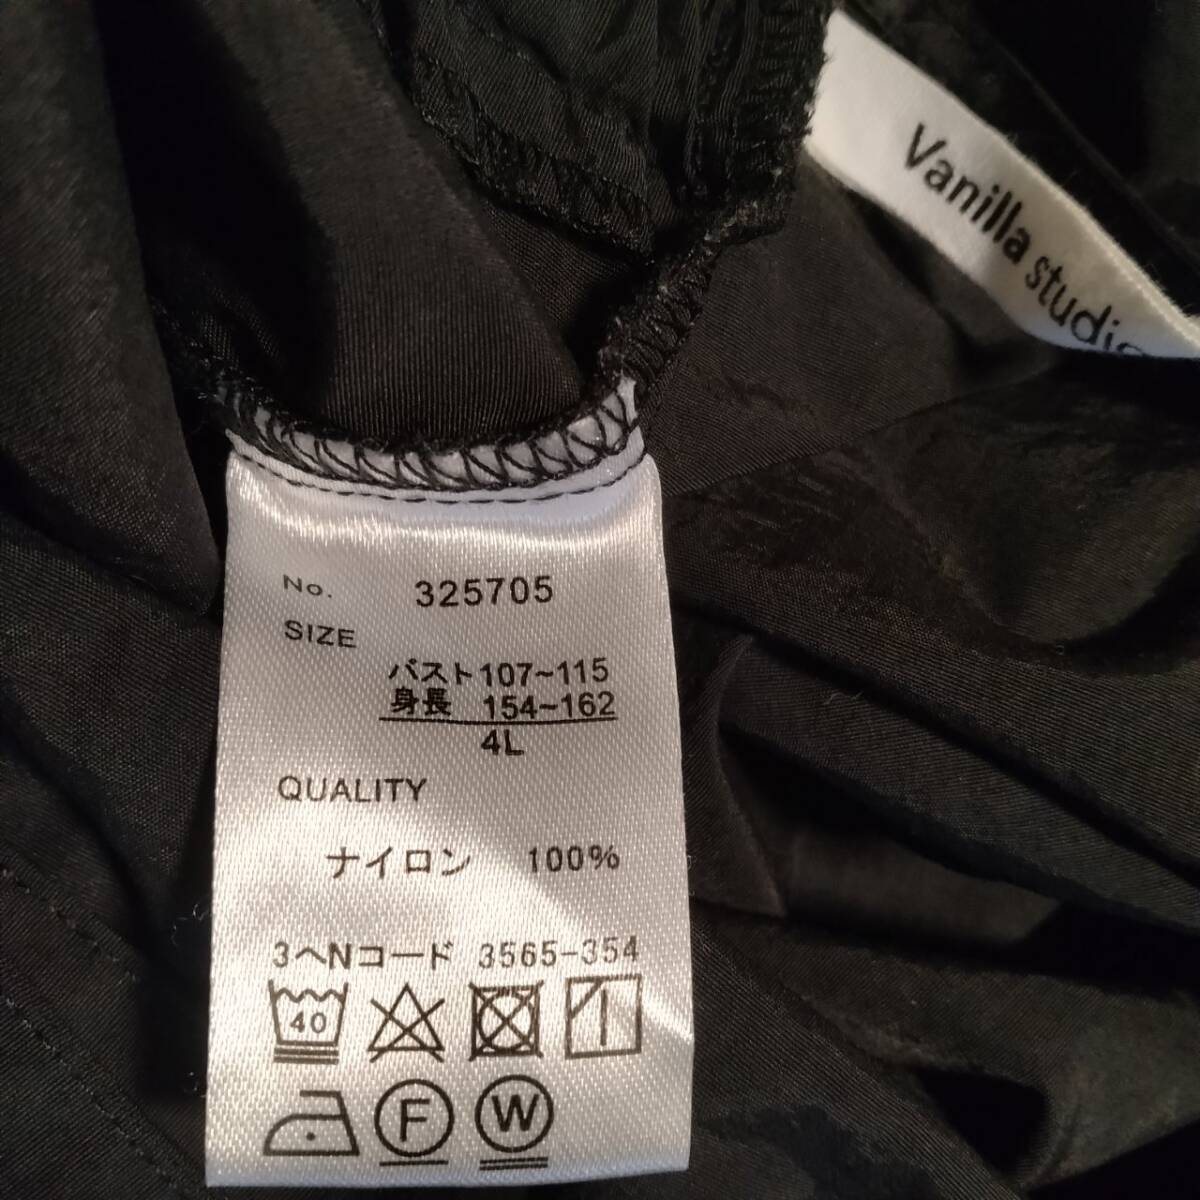 Vanilla studio
No. 325705
SIZE
バスト107~115
身長 154~162
4L
QUALITY
ナイロン 100%
3ヘNコード 3565-354
40
F W